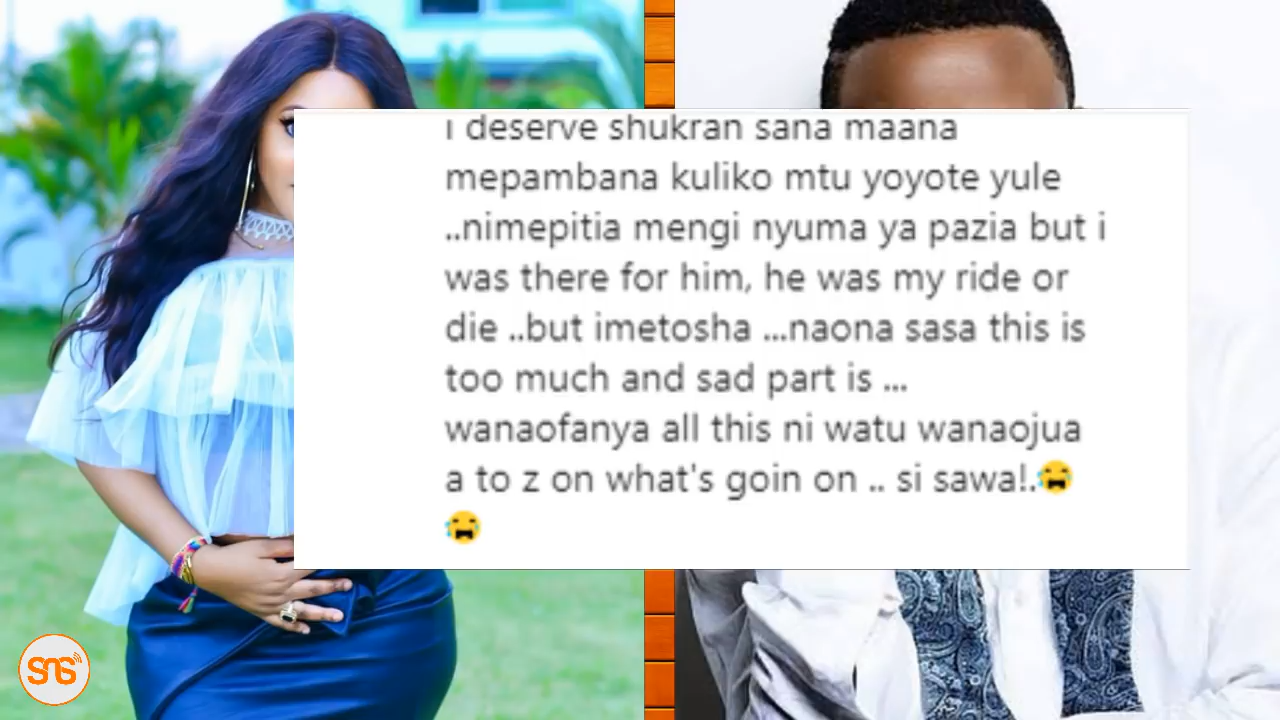 i deserve shukran sana maana
mepambana kuliko mtu yoyote yule
..nimepitia mengi nyuma ya pazia but i
was there for him, he was my ride or
die ..but imetosha ...naona sasa this is
too much and sad part is ...
wanaofanya all this ni watu wanaojua
a to z on what's goin on .. si sawa!.😭
😭
SNS